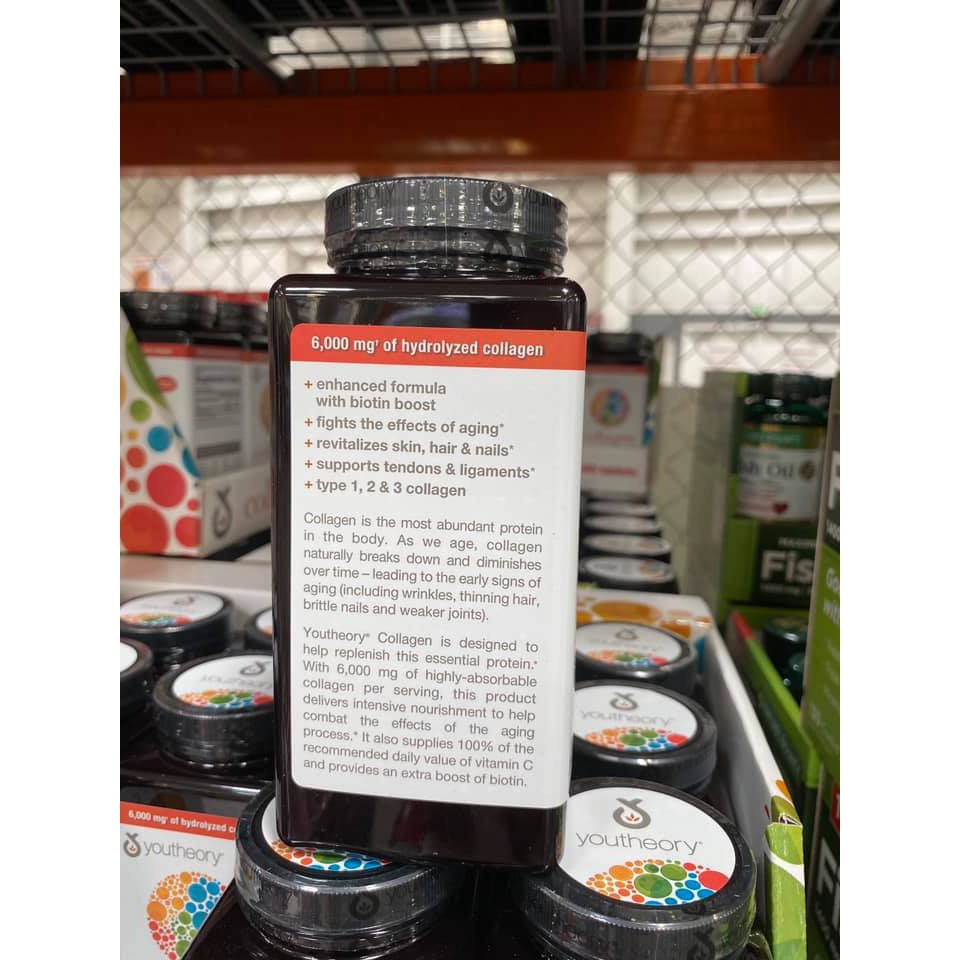 6,000 mg† of hydrolyzed collagen
+ enhanced formula
with biotin boost
+ fights the effects of aging*
+ revitalizes skin, hair & nails*
+ supports tendons & ligaments*
+ type 1, 2 & 3 collagen
Collagen is the most abundant protein
in the body. As we age, collagen
naturally breaks down and diminishes
over time – leading to the early signs of
aging (including wrinkles, thinning hair,
brittle nails and weaker joints).
Youtheory® Collagen is designed to
help replenish this essential protein.*
With 6,000 mg of highly-absorbable
collagen per serving, this product
delivers intensive nourishment to help
combat the effects of the aging
process.* It also supplies 100% of the
recommended daily value of vitamin C
and provides an extra boost of biotin.
youtheory
youtheory
6,000 mg† of hydrolyzed
youtheory
collagen
Oil
Fis